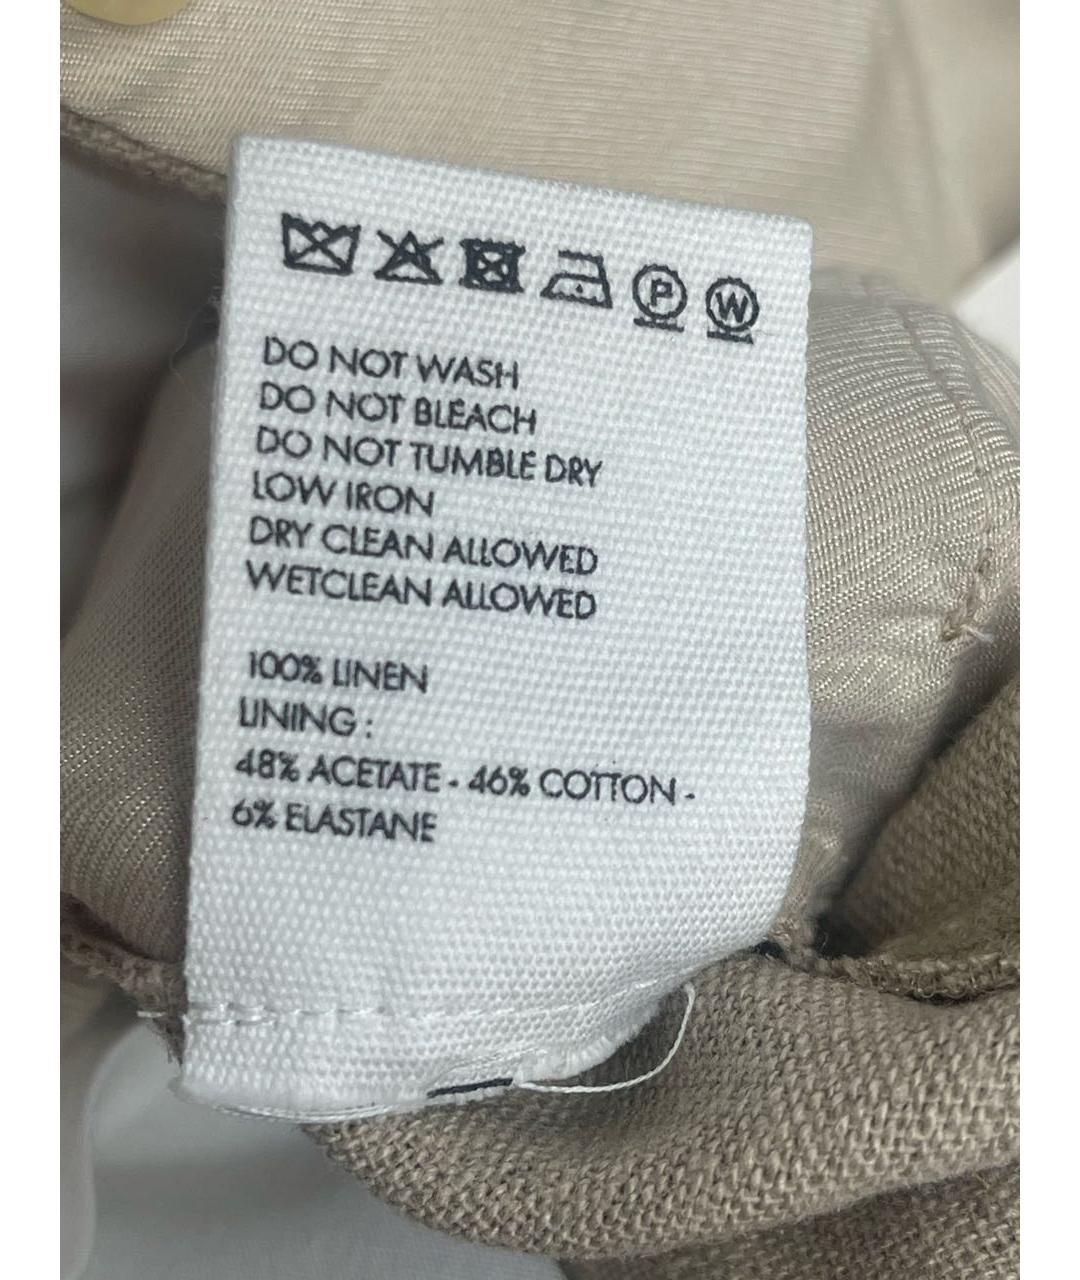 P W
DO NOT WASH
DO NOT BLEACH
DO NOT TUMBLE DRY
LOW IRON
DRY CLEAN ALLOWED
WETCLEAN ALLOWED
100% LINEN
LINING :
48% ACETATE - 46% COTTON -
6% ELASTANE